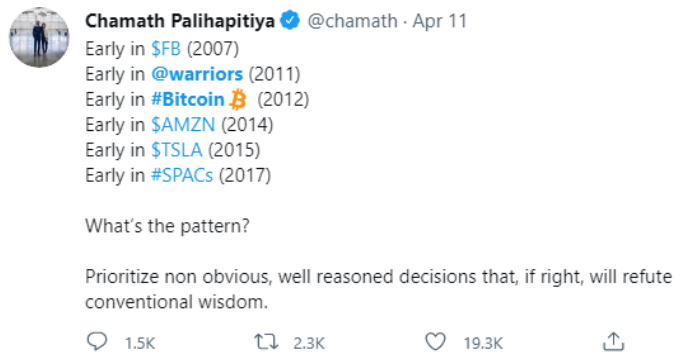 Chamath Palihapitiya @chamath · Apr 11
Early in $FB (2007)
Early in @warriors (2011)
Early in #Bitcoin (2012)
Early in $AMZN (2014)
Early in $TSLA (2015)
Early in #SPACs (2017)
What's the pattern?
Prioritize non obvious, well reasoned decisions that, if right, will refute
conventional wisdom.
1.5K 2.3K 19.3K